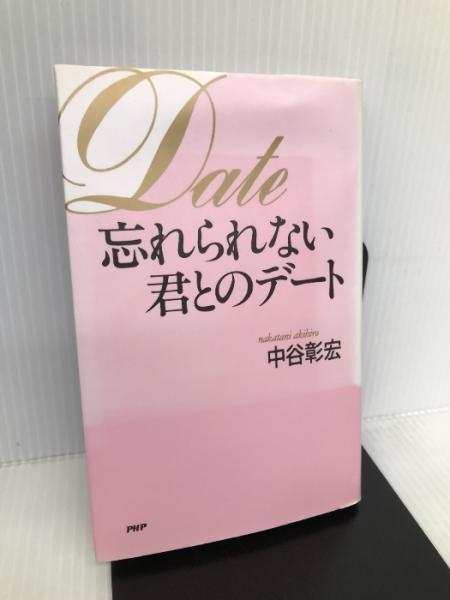 Date
忘れられない
君とのデート
nakatani akihiro
中谷彰宏
PHP